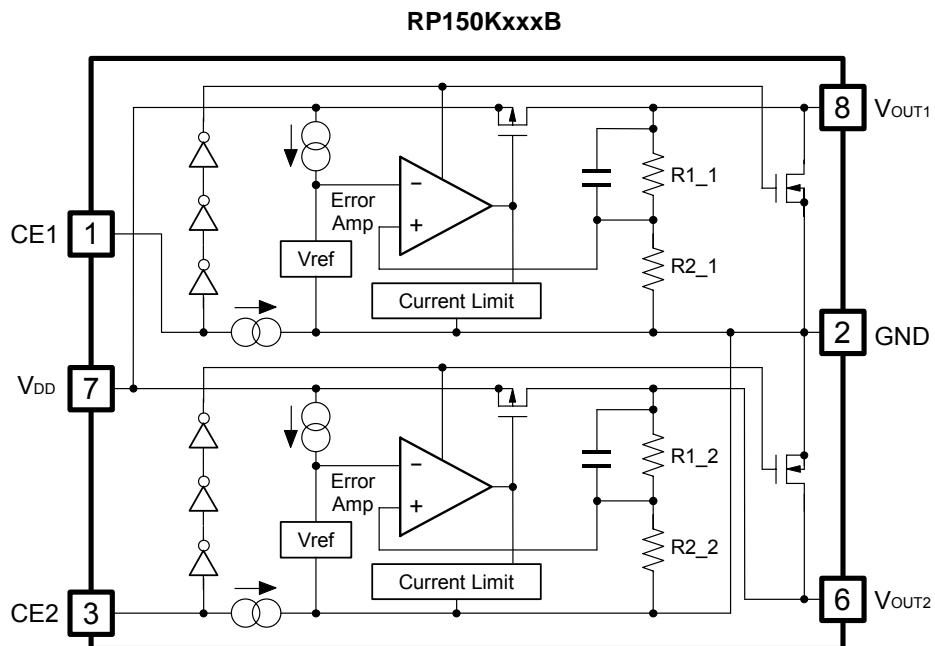 RP150KxxxB
8 VOUT1
R1_1
−
Error
Amp
+
CE1 1
Vref
R2_1
Current Limit
2 GND
VDD 7
R1_2
−
Error
Amp
+
Vref
R2_2
Current Limit
CE2 3
6 VOUT2